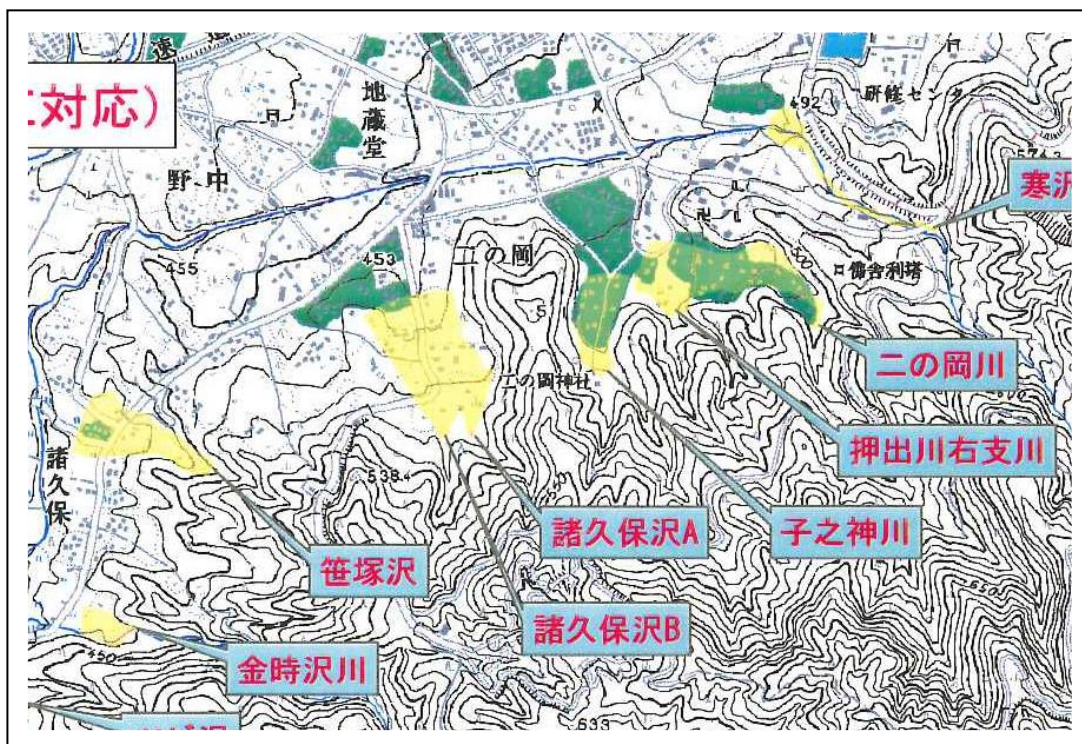 に対応)
地蔵堂
野中
492
研修センタ
寒沢
455
453
二の岡
御舎利塔
二の岡川
二の岡神社
押出川右支川
諸久保
538
諸久保沢A
子之神川
笹塚沢
諸久保沢B
金時沢川
450
533